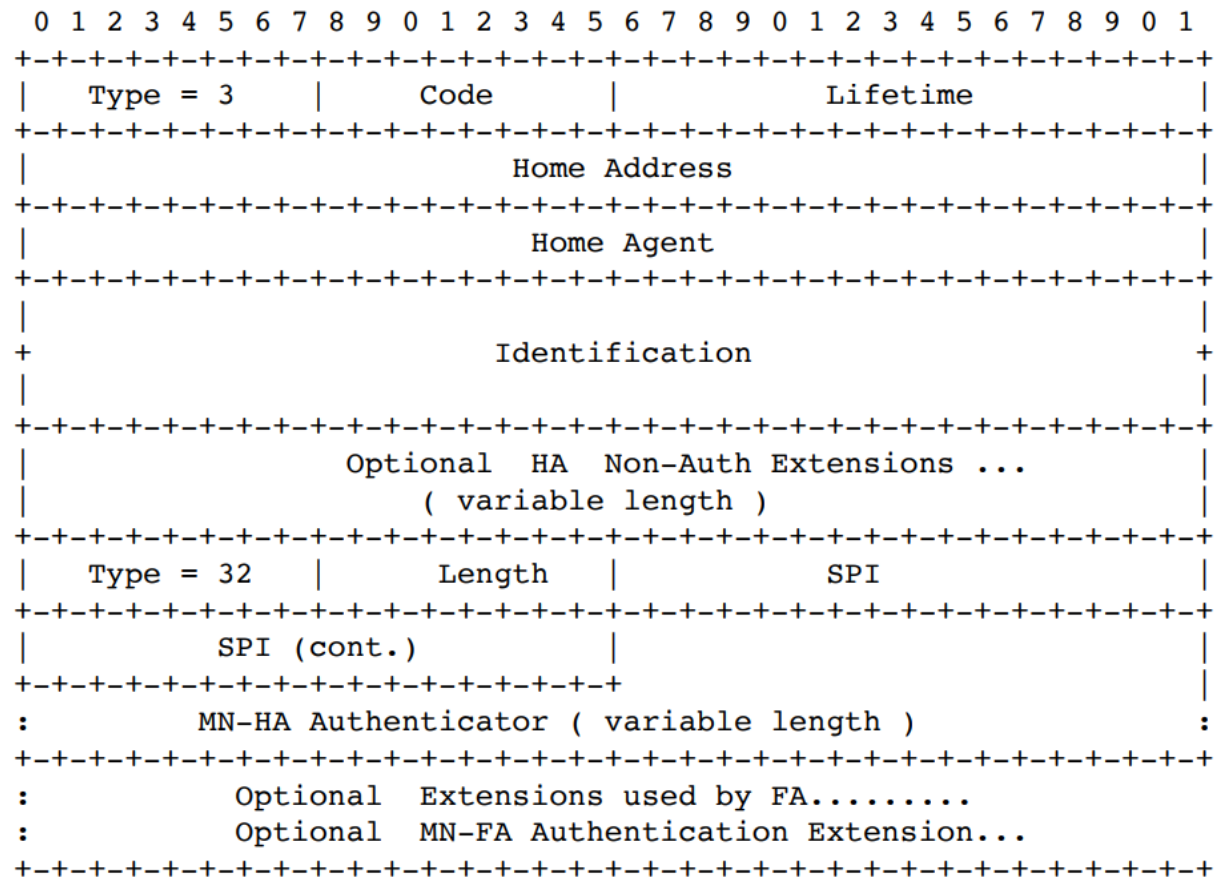 0 1 2 3 4 5 6 7 8 9 0 1 2 3 4 5 6 7 8 9 0 1 2 3 4 5 6 7 8 9 0 1
+-+-+-+-+-+-+-+-+-+-+-+-+-+-+-+-+-+-+-+-+-+-+-+-+-+-+-+-+-+-+-+-+
|   Type = 3    |     Code      |           Lifetime            |
+-+-+-+-+-+-+-+-+-+-+-+-+-+-+-+-+-+-+-+-+-+-+-+-+-+-+-+-+-+-+-+-+
|                          Home Address                         |
+-+-+-+-+-+-+-+-+-+-+-+-+-+-+-+-+-+-+-+-+-+-+-+-+-+-+-+-+-+-+-+-+
|                           Home Agent                          |
+-+-+-+-+-+-+-+-+-+-+-+-+-+-+-+-+-+-+-+-+-+-+-+-+-+-+-+-+-+-+-+-+
|                                                               |
+                         Identification                        +
|                                                               |
+-+-+-+-+-+-+-+-+-+-+-+-+-+-+-+-+-+-+-+-+-+-+-+-+-+-+-+-+-+-+-+-+
|                 Optional  HA  Non-Auth Extensions ...         |
|                     ( variable length )                       |
+-+-+-+-+-+-+-+-+-+-+-+-+-+-+-+-+-+-+-+-+-+-+-+-+-+-+-+-+-+-+-+-+
|   Type = 32   |      Length   |           SPI                 |
+-+-+-+-+-+-+-+-+-+-+-+-+-+-+-+-+-+-+-+-+-+-+-+-+-+-+-+-+-+-+-+-+
|          SPI (cont.)          |                               |
+-+-+-+-+-+-+-+-+-+-+-+-+-+-+-+-+                               |
:         MN-HA Authenticator ( variable length )               :
+-+-+-+-+-+-+-+-+-+-+-+-+-+-+-+-+-+-+-+-+-+-+-+-+-+-+-+-+-+-+-+-+
:           Optional  Extensions used by FA.........
:           Optional  MN-FA Authentication Extension...
+-+-+-+-+-+-+-+-+-+-+-+-+-+-+-+-+-+-+-+-+-+-+-+-+-+-+-+-+-+-+-+-+